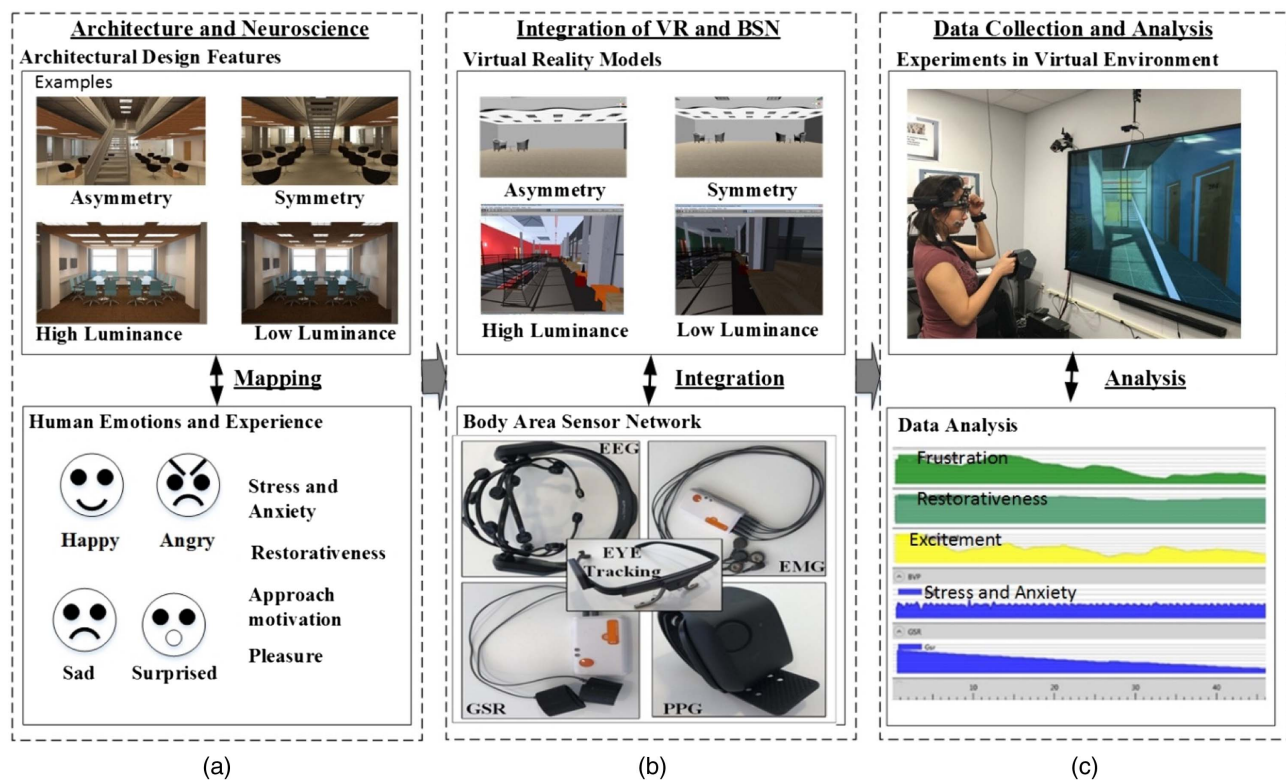 Architecture and Neuroscience
Architectural Design Features
Examples
Asymmetry
Symmetry
High Luminance
Low Luminance
Mapping
Human Emotions and Experience
Happy
Angry
Sad
Surprised
Stress and
Anxiety
Restorativeness
Approach
motivation
Pleasure
(a)
Integration of VR and BSN
Virtual Reality Models
Asymmetry
Symmetry
High Luminance
Low Luminance
Integration
Body Area Sensor Network
EEG
EMG
EYE
Tracking
GSR
PPG
(b)
Data Collection and Analysis
Experiments in Virtual Environment
Analysis
Data Analysis
Frustration
Restorativeness
Excitement
BVP
Stress and Anxiety
GSR
Gsr
10
20
30
40
(c)